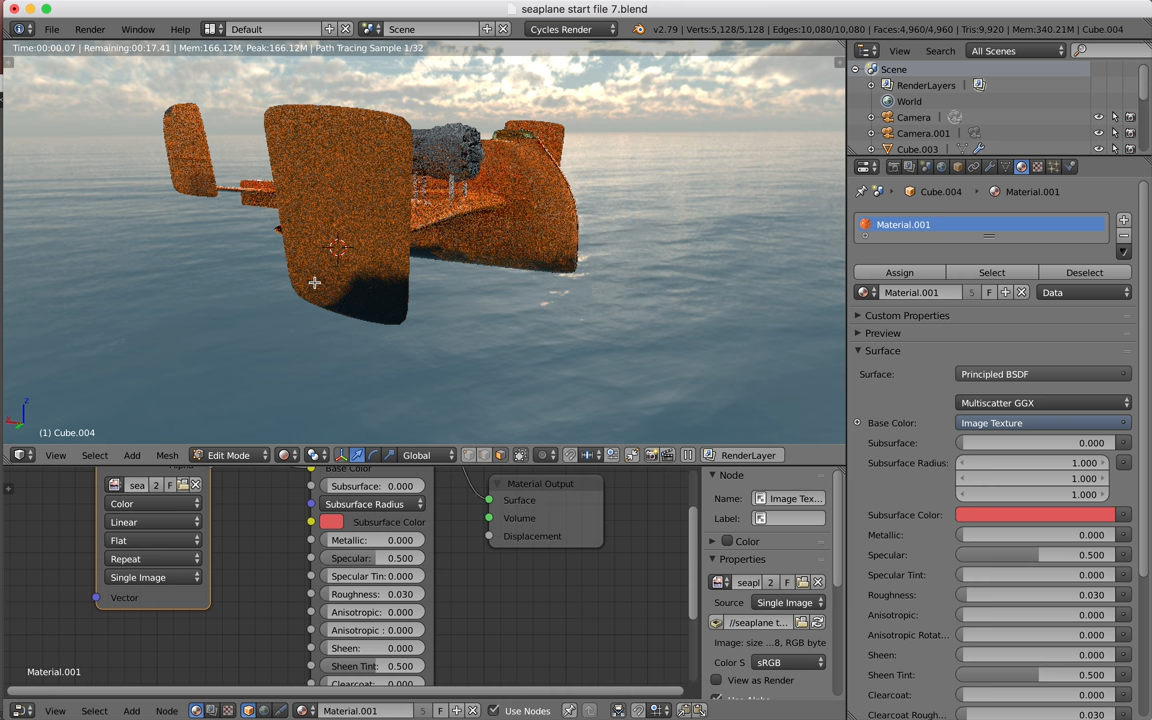 seaplane start file 7.blend
File Render Window Help Default Scene Cycles Render v2.79 | Verts:5,128/5,128 | Edges:10,080/10,080 | Faces:4,960/4,960 | Tris:9,920 | Mem:340.21M | Cube.004
Time:00:00.07 | Remaining:00:17.41 | Mem:166.12M, Peak:166.12M | Path Tracing Sample 1/32
View Search All Scenes
Scene
RenderLayers
World
Camera
Camera.001
Cube.003
Cube.004 Material.001
Material.001
Assign Select Deselect
Material.001 5 F Data
Custom Properties
Preview
Surface
Surface: Principled BSDF
Multiscatter GGX
Base Color: Image Texture
Subsurface: 0.000
Subsurface Radius: 1.000
1.000
1.000
Subsurface Color:
Metallic: 0.000
Specular: 0.500
Specular Tint: 0.000
Roughness: 0.030
Anisotropic: 0.000
Anisotropic Rotat... 0.000
Sheen: 0.000
Sheen Tint: 0.500
Clearcoat: 0.000
Clearcoat Rough... 0.030
z
x
(1) Cube.004
View Select Add Mesh Edit Mode Global RenderLayer
sea 2 F
Color
Linear
Flat
Repeat
Single Image
Vector
Base Color
Subsurface: 0.000
Subsurface Radius
Subsurface Color
Metallic: 0.000
Specular: 0.500
Specular Tin: 0.000
Roughness: 0.030
Anisotropic: 0.000
Anisotropic : 0.000
Sheen: 0.000
Sheen Tint: 0.500
Clearcoat: 0.000
Material Output
Surface
Volume
Displacement
Node
Name: Image Tex...
Label:
Color
Properties
seapl 2 F
Source Single Image
//seaplane t...
Image: size ...8, RGB byte
Color S sRGB
View as Render
Use Alpha
Material.001
View Select Add Node Material.001 5 F Use Nodes